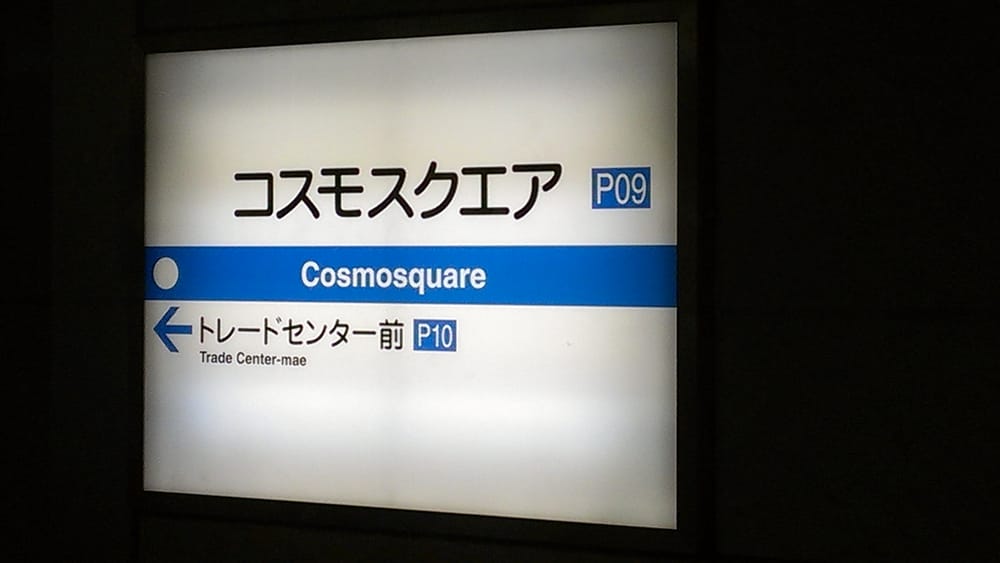 コスモスクエア P09
Cosmosquare
トレードセンター前 P10
Trade Center-mae